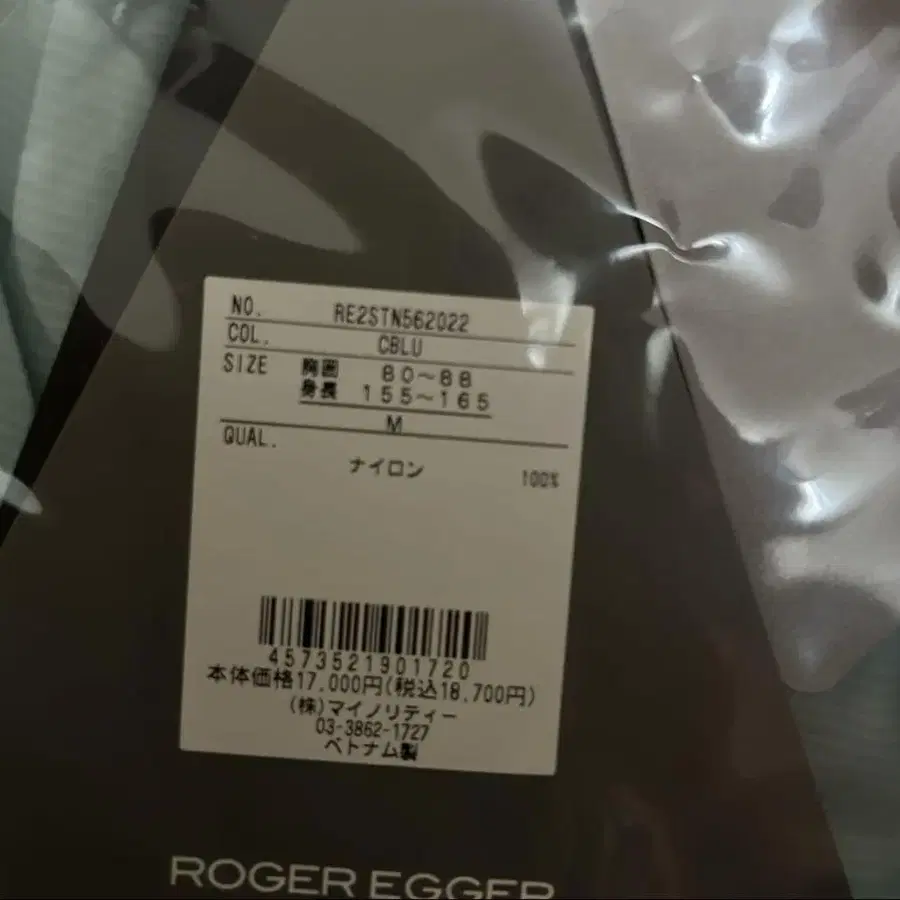 NO. RE2STN562022
COL. CBLU
SIZE 胸囲 80～88
身長 155～165
M
QUAL.
ナイロン 100%
4573521901720
本体価格17,000円(税込18,700円)
(株)マイノリティー
03-3862-1727
ベトナム製
ROGER EGGER